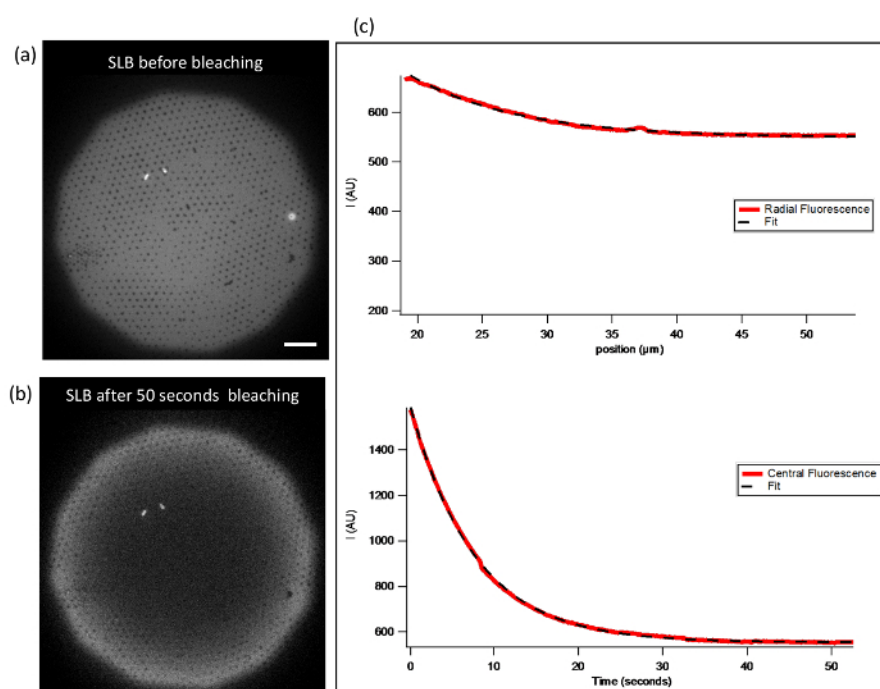 (a)
SLB before bleaching
(b)
SLB after 50 seconds  bleaching
(c)
I (AU)
600
500
400
300
200
20
25
30
35
40
45
50
position (µm)
Radial Fluorescence
Fit
I (AU)
1400
1200
1000
800
600
0
10
20
30
40
50
Time (seconds)
Central Fluorescence
Fit